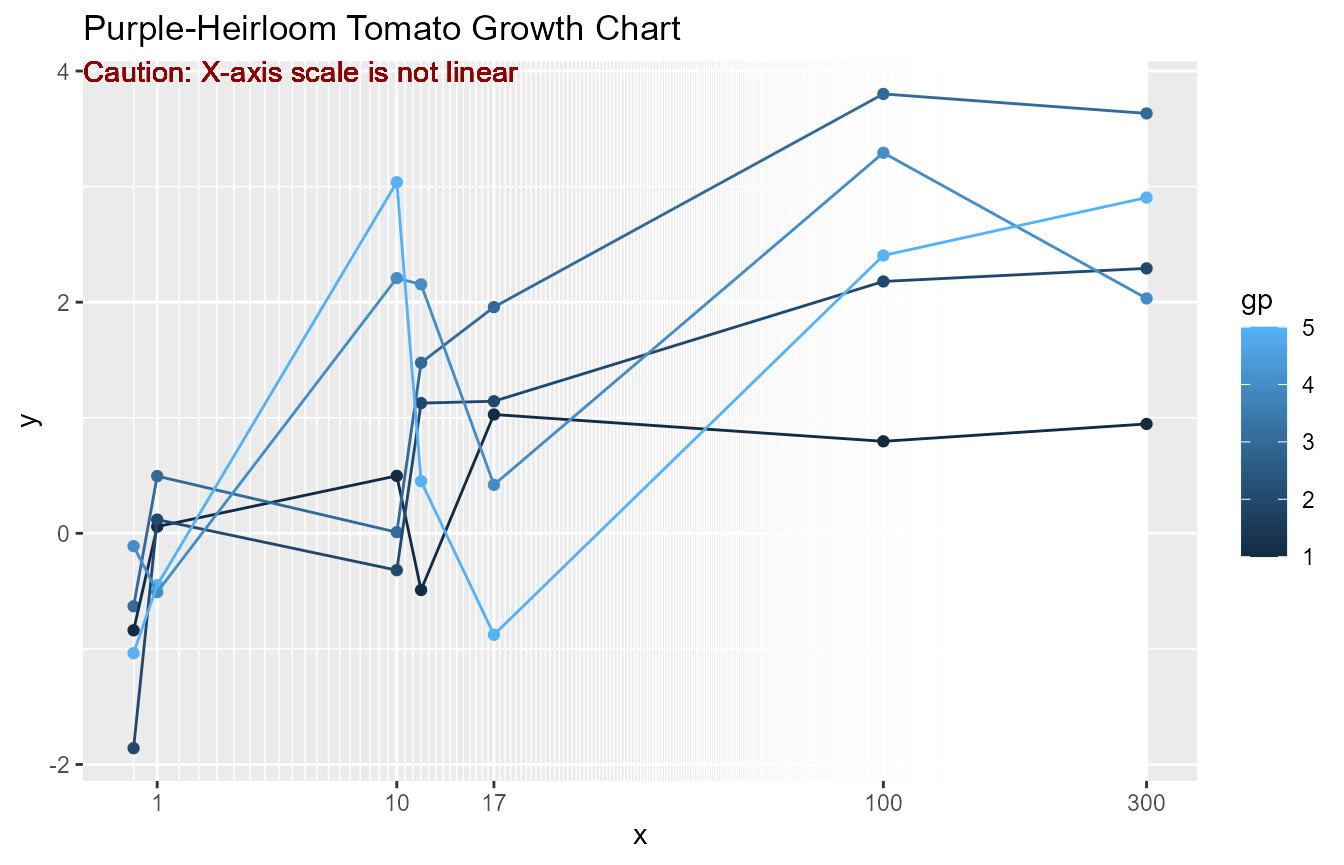 Purple-Heirloom Tomato Growth Chart
Caution: X-axis scale is not linear
4
2
0
-2
y
1 10 17 100 300
x
gp
5
4
3
2
1